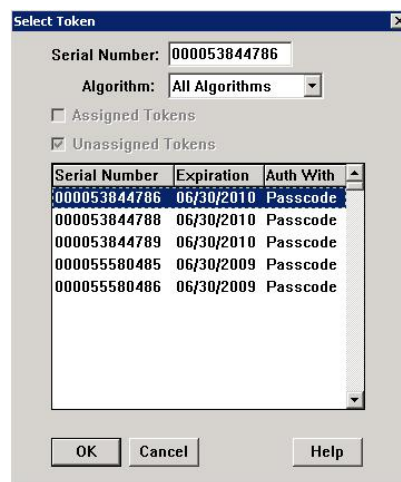 Select Token
Serial Number: 000053844786
Algorithm: All Algorithms
Assigned Tokens
Unassigned Tokens
Serial Number Expiration Auth With
000053844786 06/30/2010 Passcode
000053844788 06/30/2010 Passcode
000053844789 06/30/2010 Passcode
000055580485 06/30/2009 Passcode
000055580486 06/30/2009 Passcode
OK Cancel Help